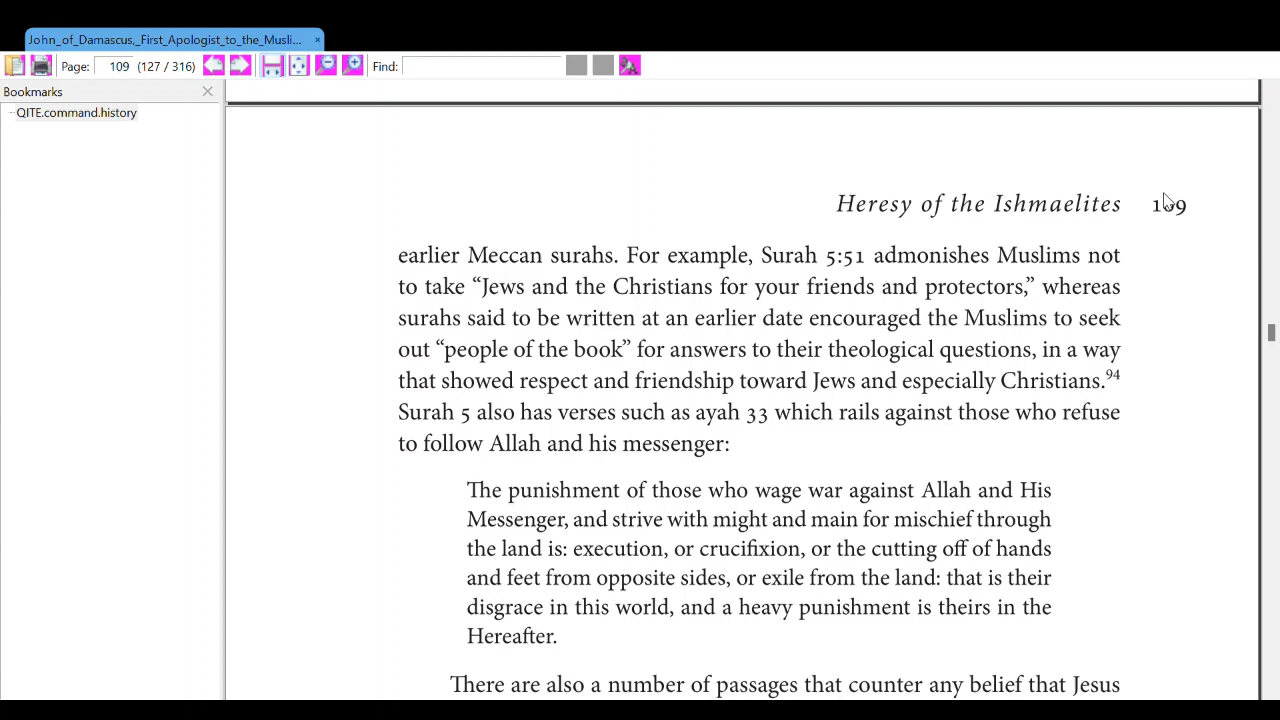 John_of_Damascus,_First_Apologist_to_the_Musli... ×
Page: 109 (127 / 316) Find:
Bookmarks
QITE.command.history
Heresy of the Ishmaelites 109
earlier Meccan surahs. For example, Surah 5:51 admonishes Muslims not
to take “Jews and the Christians for your friends and protectors,” whereas
surahs said to be written at an earlier date encouraged the Muslims to seek
out “people of the book” for answers to their theological questions, in a way
that showed respect and friendship toward Jews and especially Christians.94
Surah 5 also has verses such as ayah 33 which rails against those who refuse
to follow Allah and his messenger:
The punishment of those who wage war against Allah and His
Messenger, and strive with might and main for mischief through
the land is: execution, or crucifixion, or the cutting off of hands
and feet from opposite sides, or exile from the land: that is their
disgrace in this world, and a heavy punishment is theirs in the
Hereafter.
There are also a number of passages that counter any belief that Jesus